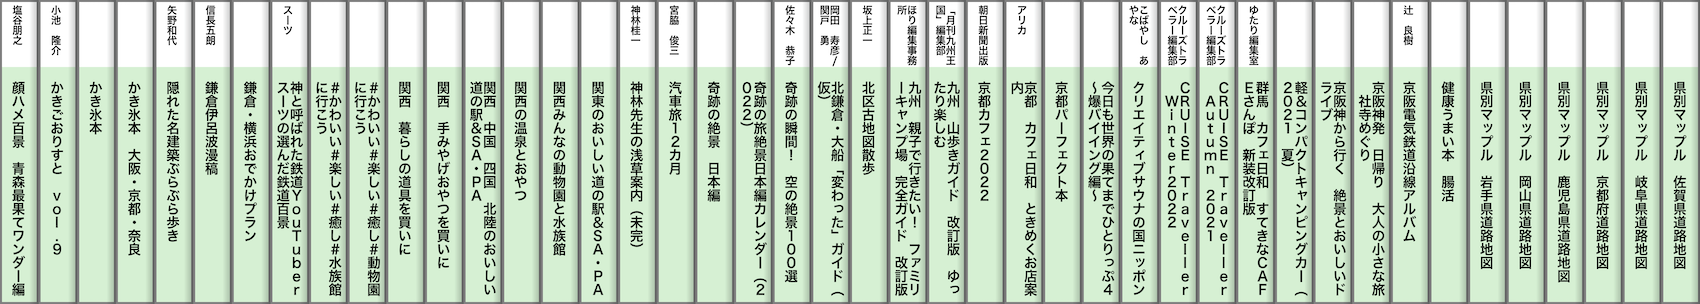 県別マップル　佐賀県道路地図
県別マップル　岐阜県道路地図
県別マップル　京都府道路地図
県別マップル　鹿児島県道路地図
県別マップル　岡山県道路地図
県別マップル　岩手県道路地図
健康うまい本　腸活
辻　良樹
京阪電気鉄道沿線アルバム
京阪神発　日帰り　大人の小さな旅
社寺めぐり
京阪神から行く　絶景とおいしいド
ライブ
軽＆コンパクトキャンピングカー（
２０２１　夏）
ゆたり編集室
群馬　カフェ日和　すてきなＣＡＦ
Ｅさんぽ　新装改訂版
クルーズトラ
ベラー編集部
ＣＲＵＩＳＥ　Ｔｒａｖｅｌｌｅｒ
Ａｕｔｕｍｎ　２０２１
クルーズトラ
ベラー編集部
ＣＲＵＩＳＥ　Ｔｒａｖｅｌｌｅｒ
Ｗｉｎｔｅｒ２０２２
こばやし　あ
やな
クリエイティブサウナの国ニッポン
今日も世界の果てまでひとりっぷ４
～爆バイイング編～
京都パーフェクト本
アリカ
京都　カフェ日和　ときめくお店案
内
朝日新聞出版
京都カフェ２０２２
「月刊九州王
国」編集部
九州　山歩きガイド　改訂版　ゆっ
たり楽しむ
ほり編集事務
所
九州　親子で行きたい！　ファミリ
ーキャンプ場　完全ガイド　改訂版
坂上正一
北区古地図散歩
岡田　寿彦/
関戸　勇
北鎌倉・大船「変わった」ガイド（
仮）
佐々木　恭子
奇跡の瞬間！　空の絶景１００選
奇跡の旅絶景日本編カレンダー（２
０２２）
奇跡の絶景　日本編
宮脇　俊三
汽車旅１２カ月
神林桂一
神林先生の浅草案内（未完）
関東のおいしい道の駅＆ＳＡ・ＰＡ
関西みんなの動物園と水族館
関西の温泉とおやつ
関西　中国　四国　北陸のおいしい
道の駅＆ＳＡ・ＰＡ
関西　手みやげおやつを買いに
関西　暮らしの道具を買いに
＃かわいい＃楽しい＃癒し＃動物園
に行こう
＃かわいい＃楽しい＃癒し＃水族館
に行こう
スーツ
神と呼ばれた鉄道ＹｏｕＴｕｂｅｒ
スーツの選んだ鉄道百景
鎌倉・横浜おでかけプラン
信長五朗
鎌倉伊呂波漫稿
矢野和代
隠れた名建築ぶらぶら歩き
かき氷本　大阪・京都・奈良
かき氷本
小池　隆介
かきごおりすと　ｖｏｌ．９
塩谷朋之
顔ハメ百景　青森最果てワンダー編